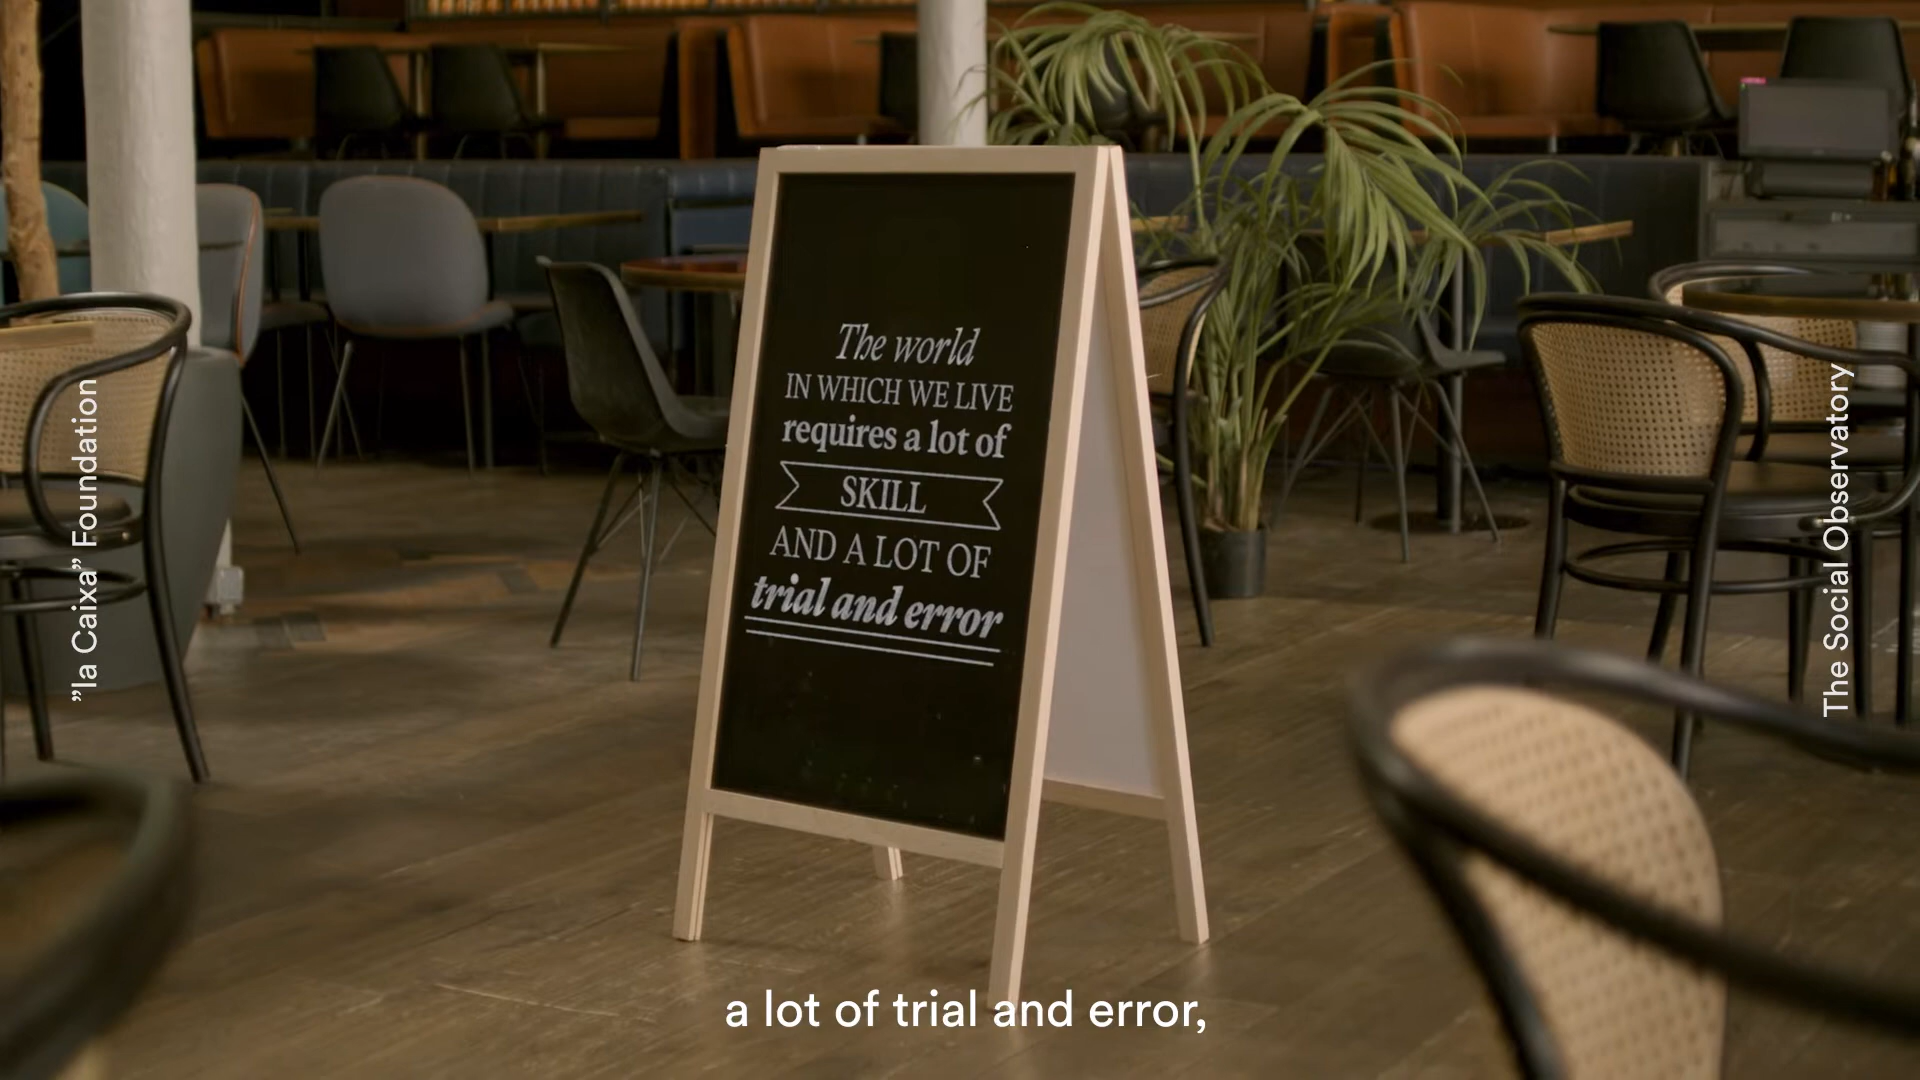 The world
IN WHICH WE LIVE
requires a lot of
SKILL
AND A LOT OF
trial and error
"la Caixa" Foundation
The Social Observatory
a lot of trial and error,